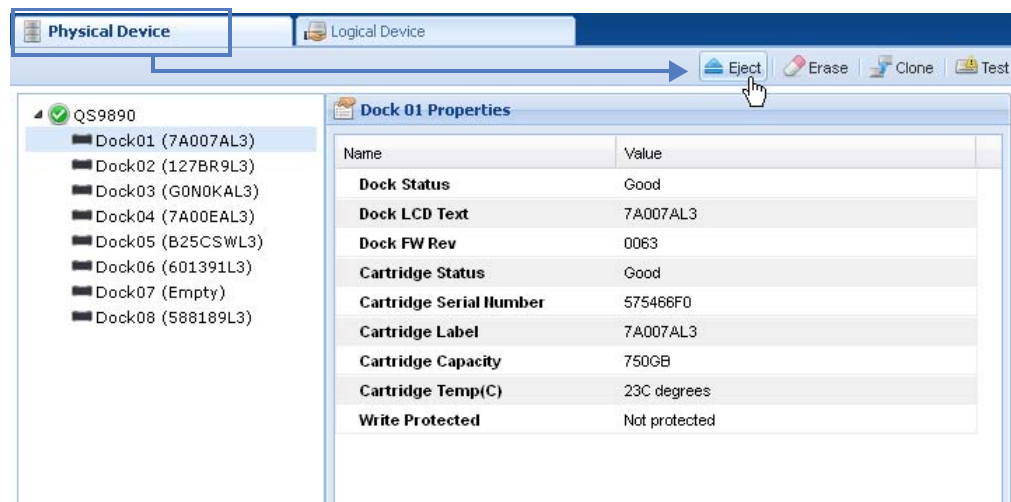 Physical Device
Logical Device
Eject
Erase
Clone
Test
QS9890
Dock01 (7A007AL3)
Dock02 (127BR9L3)
Dock03 (G0N0KAL3)
Dock04 (7A00EAL3)
Dock05 (B25CSWL3)
Dock06 (601391L3)
Dock07 (Empty)
Dock08 (588189L3)
Dock 01 Properties
Name Value
Dock Status Good
Dock LCD Text 7A007AL3
Dock FW Rev 0063
Cartridge Status Good
Cartridge Serial Number 575466F0
Cartridge Label 7A007AL3
Cartridge Capacity 750GB
Cartridge Temp(C) 23C degrees
Write Protected Not protected